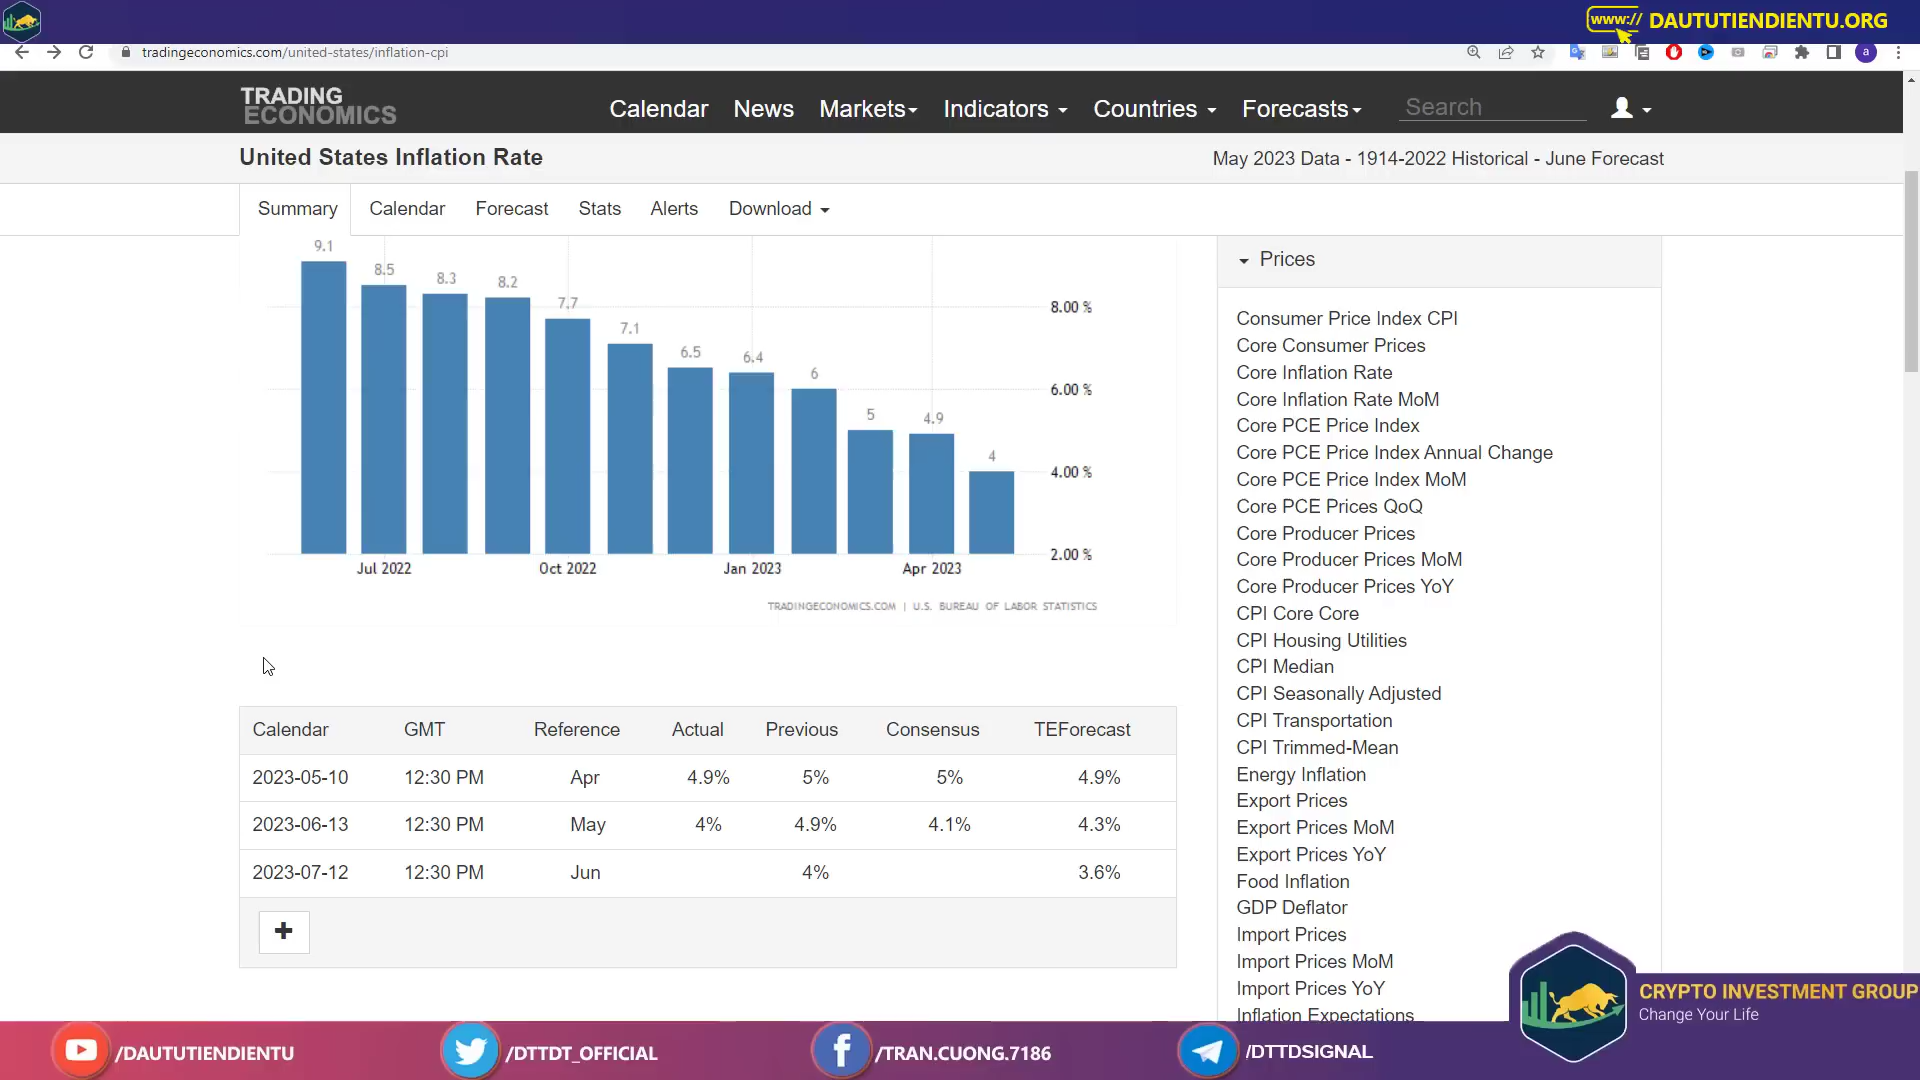 www:// DAUTUTIENDIENTU.ORG
tradingeconomics.com/united-states/inflation-cpi
a
TRADING
ECONOMICS
Calendar News Markets Indicators Countries Forecasts Search
United States Inflation Rate
May 2023 Data - 1914-2022 Historical - June Forecast
Summary Calendar Forecast Stats Alerts Download
9.1
8.5
8.3
8.2
7.7
7.1
6.5
6.4
6
5
4.9
4
8.00 %
6.00 %
4.00 %
2.00 %
Jul 2022 Oct 2022 Jan 2023 Apr 2023
TRADINGECONOMICS.COM | U.S. BUREAU OF LABOR STATISTICS
Calendar GMT Reference Actual Previous Consensus TEForecast
2023-05-10 12:30 PM Apr 4.9% 5% 5% 4.9%
2023-06-13 12:30 PM May 4% 4.9% 4.1% 4.3%
2023-07-12 12:30 PM Jun 4% 3.6%
Prices
Consumer Price Index CPI
Core Consumer Prices
Core Inflation Rate
Core Inflation Rate MoM
Core PCE Price Index
Core PCE Price Index Annual Change
Core PCE Price Index MoM
Core PCE Prices QoQ
Core Producer Prices
Core Producer Prices MoM
Core Producer Prices YoY
CPI Core Core
CPI Housing Utilities
CPI Median
CPI Seasonally Adjusted
CPI Transportation
CPI Trimmed-Mean
Energy Inflation
Export Prices
Export Prices MoM
Export Prices YoY
Food Inflation
GDP Deflator
Import Prices
Import Prices MoM
Import Prices YoY
Inflation Expectations
CRYPTO INVESTMENT GROUP
Change Your Life
/DAUTUTIENDIENTU
/DTTDT_OFFICIAL
/TRAN.CUONG.7186
/DTTDSIGNAL